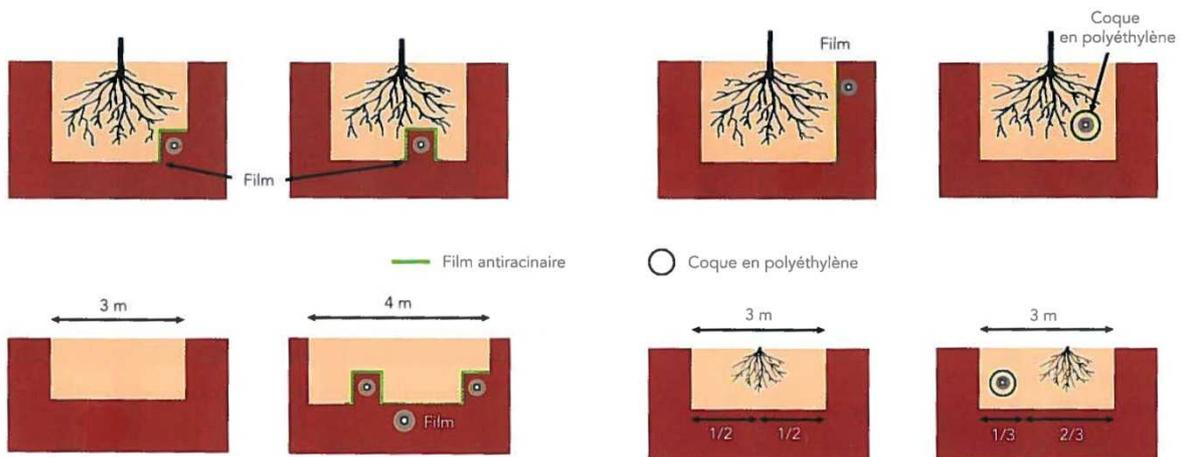 Coque
en polyéthylène
Film
Film
Film antiracinaire
Coque en polyéthylène
3 m
4 m
3 m
3 m
Film
1/2
1/2
1/3
2/3